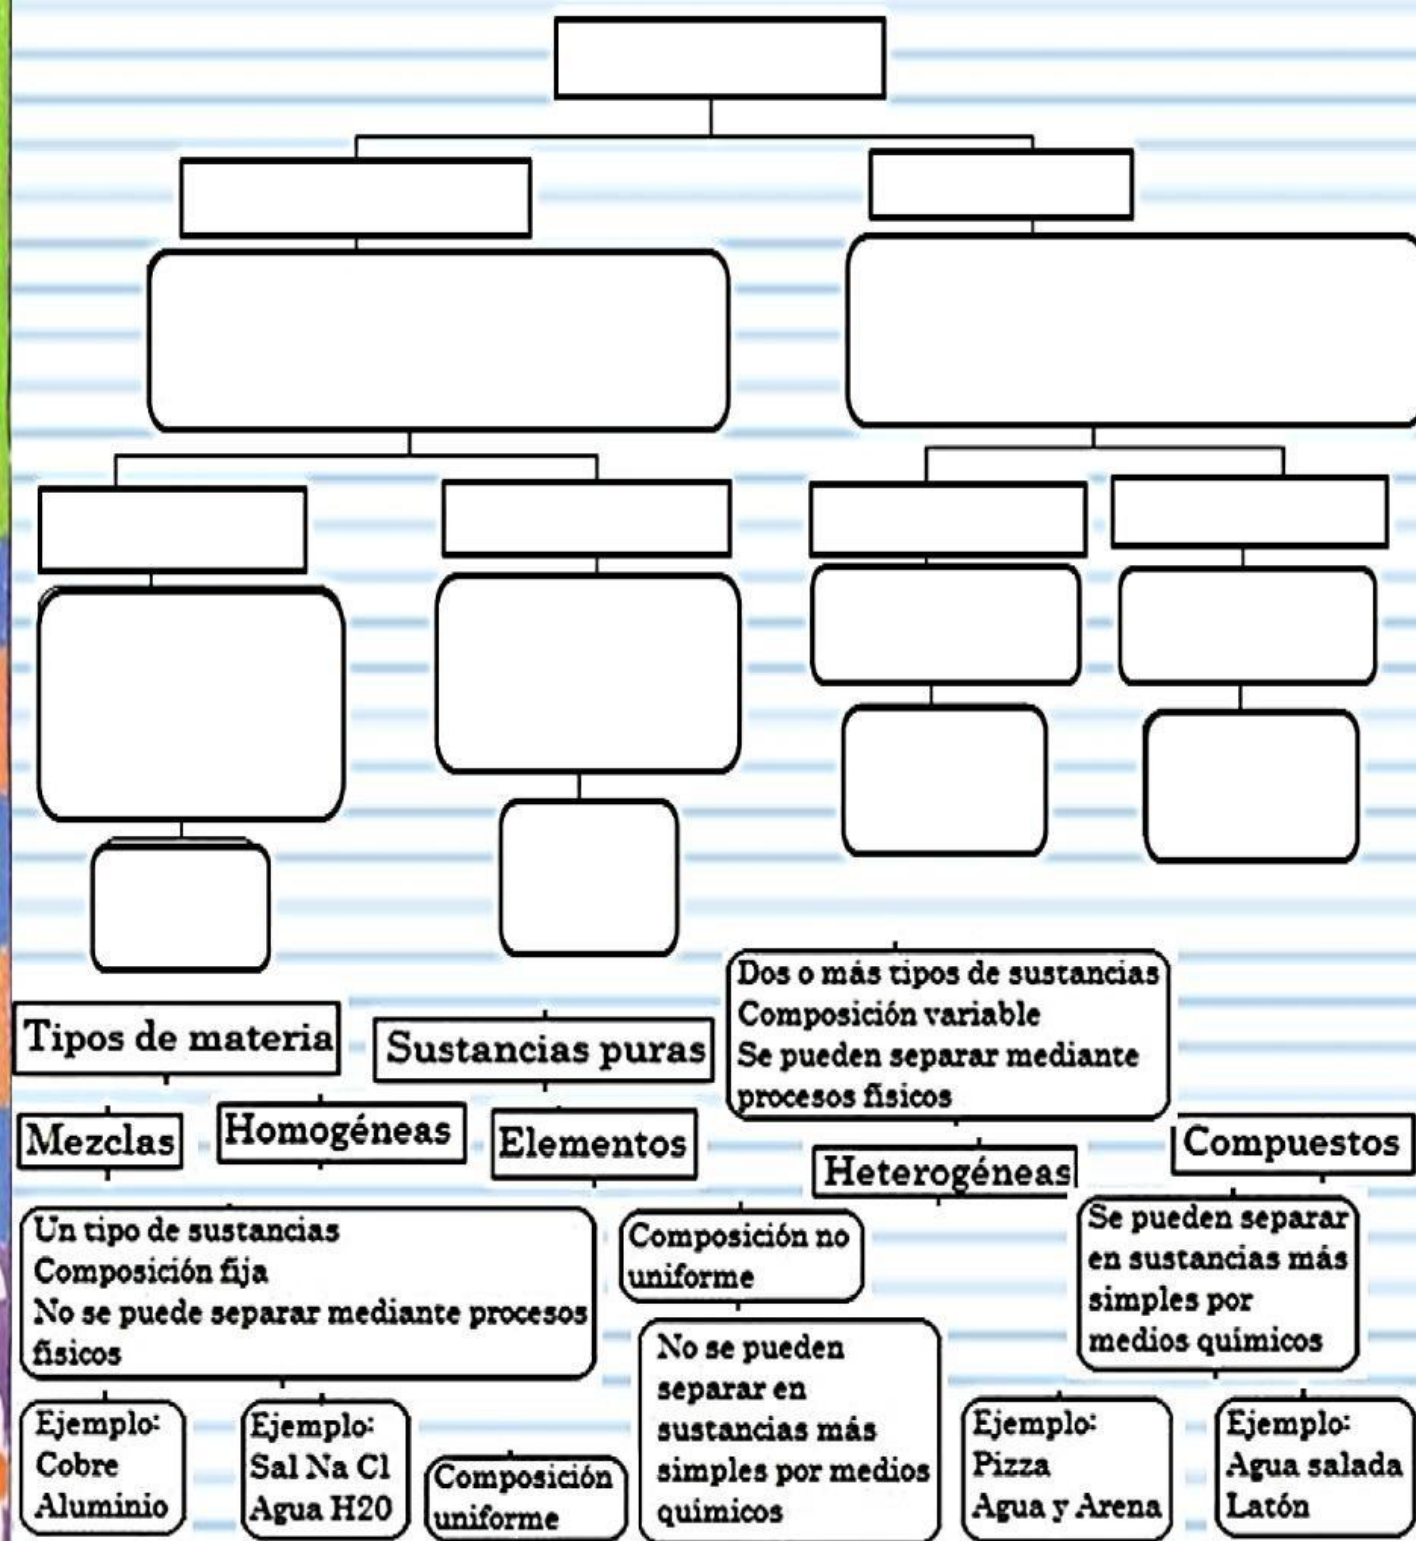 Dos o más tipos de sustancias
Composición variable
Se pueden separar mediante
procesos físicos
Tipos de materia
Sustancias puras
Mezclas
Homogéneas
Elementos
Heterogéneas
Compuestos
Un tipo de sustancias
Composición fija
No se puede separar mediante procesos
físicos
Composición no
uniforme
Se pueden separar
en sustancias más
simples por
medios químicos
No se pueden
separar en
sustancias más
simples por medios
químicos
Ejemplo:
Cobre
Aluminio
Ejemplo:
Sal Na Cl
Agua H20
Composición
uniforme
Ejemplo:
Pizza
Agua y Arena
Ejemplo:
Agua salada
Latón